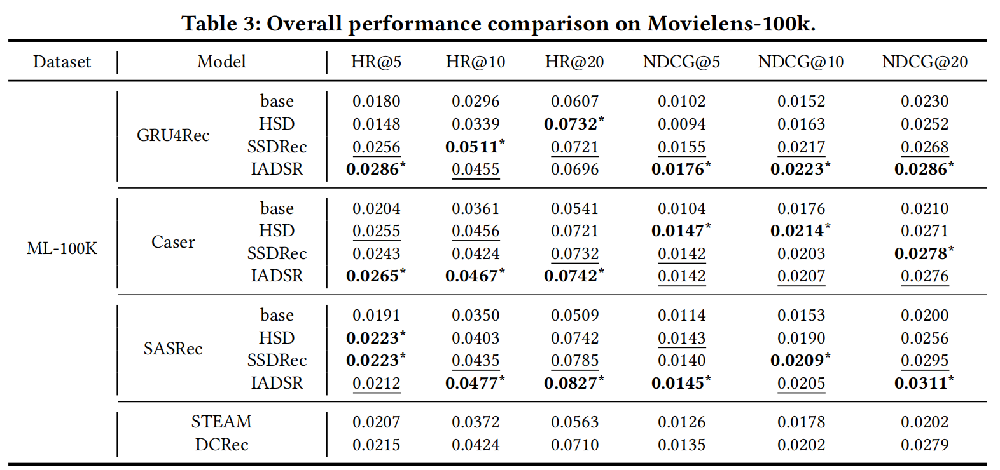 Table 3: Overall performance comparison on Movielens-100k.
Dataset Model HR@5 HR@10 HR@20 NDCG@5 NDCG@10 NDCG@20
ML-100K
GRU4Rec
base 0.0180 0.0296 0.0607 0.0102 0.0152 0.0230
HSD 0.0148 0.0339 0.0732* 0.0094 0.0163 0.0252
SSDRec 0.0256 0.0511* 0.0721 0.0155 0.0217 0.0268
IADSR 0.0286* 0.0455 0.0696 0.0176* 0.0223* 0.0286*
Caser
base 0.0204 0.0361 0.0541 0.0104 0.0176 0.0210
HSD 0.0255 0.0456 0.0721 0.0147* 0.0214* 0.0271
SSDRec 0.0243 0.0424 0.0732 0.0142 0.0203 0.0278*
IADSR 0.0265* 0.0467* 0.0742* 0.0142 0.0207 0.0276
SASRec
base 0.0191 0.0350 0.0509 0.0114 0.0153 0.0200
HSD 0.0223* 0.0403 0.0742 0.0143 0.0190 0.0256
SSDRec 0.0223* 0.0435 0.0785 0.0140 0.0209* 0.0295
IADSR 0.0212 0.0477* 0.0827* 0.0145* 0.0205 0.0311*
STEAM 0.0207 0.0372 0.0563 0.0126 0.0178 0.0202
DCRec 0.0215 0.0424 0.0710 0.0135 0.0202 0.0279